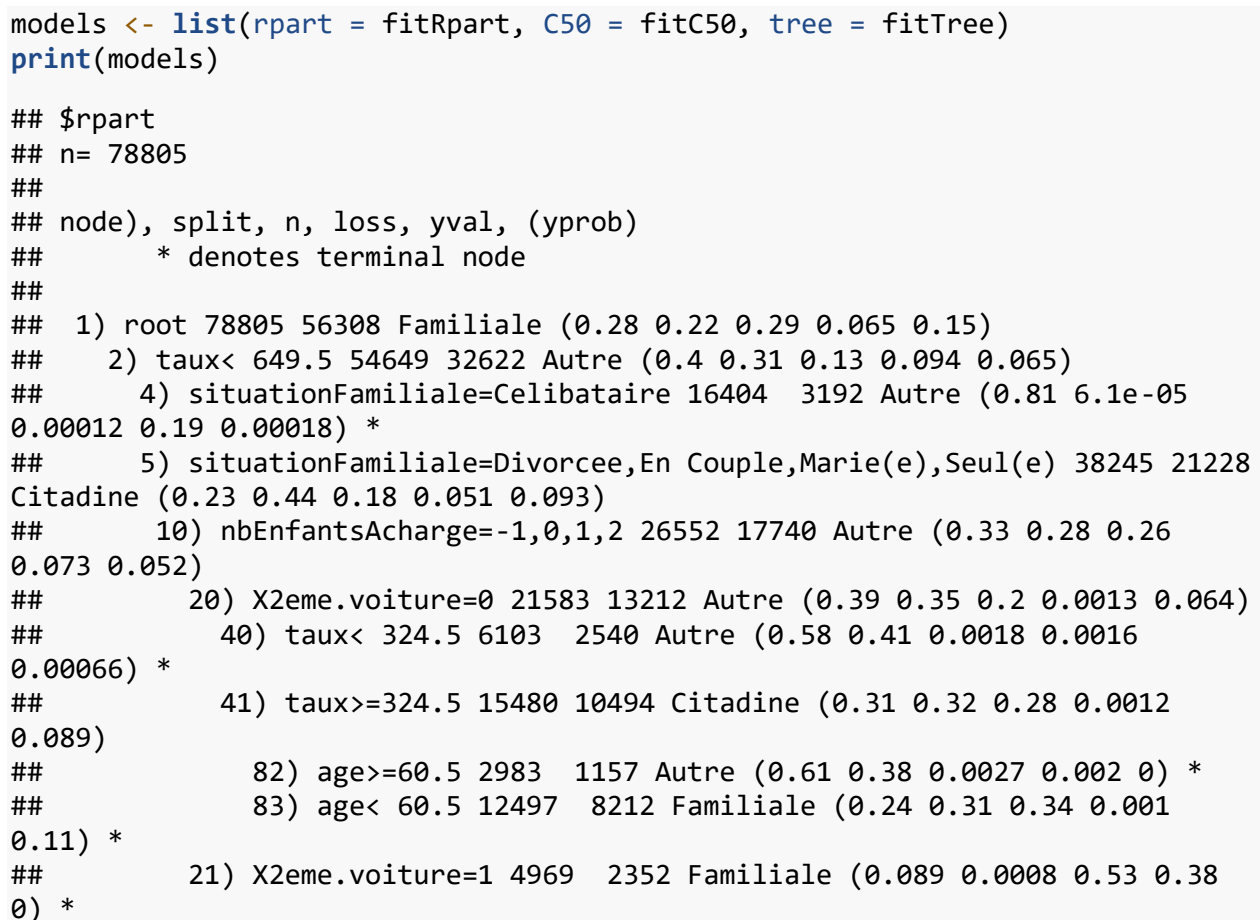 models <- list(rpart = fitRpart, C50 = fitC50, tree = fitTree)
print(models)
## $rpart
## n= 78805
##
## node), split, n, loss, yval, (yprob)
##       * denotes terminal node
##
##  1) root 78805 56308 Familiale (0.28 0.22 0.29 0.065 0.15)
##    2) taux< 649.5 54649 32622 Autre (0.4 0.31 0.13 0.094 0.065)
##      4) situationFamiliale=Celibataire 16404  3192 Autre (0.81 6.1e-05
0.00012 0.19 0.00018) *
##      5) situationFamiliale=Divorcee,En Couple,Marie(e),Seul(e) 38245 21228
Citadine (0.23 0.44 0.18 0.051 0.093)
##       10) nbEnfantsAcharge=-1,0,1,2 26552 17740 Autre (0.33 0.28 0.26
0.073 0.052)
##         20) X2eme.voiture=0 21583 13212 Autre (0.39 0.35 0.2 0.0013 0.064)
##           40) taux< 324.5 6103  2540 Autre (0.58 0.41 0.0018 0.0016
0.00066) *
##           41) taux>=324.5 15480 10494 Citadine (0.31 0.32 0.28 0.0012
0.089)
##             82) age>=60.5 2983  1157 Autre (0.61 0.38 0.0027 0.002 0) *
##             83) age< 60.5 12497  8212 Familiale (0.24 0.31 0.34 0.001
0.11) *
##         21) X2eme.voiture=1 4969  2352 Familiale (0.089 0.0008 0.53 0.38
0) *